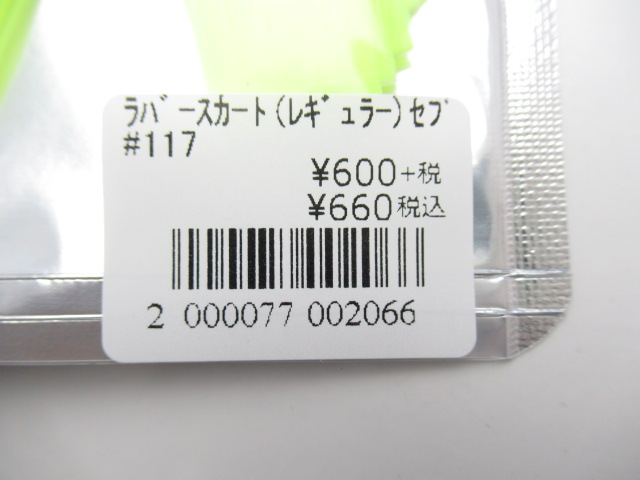 ラバースカート(レギュラー)セブ
#117
¥600+税
¥660税込
2 000077 002066